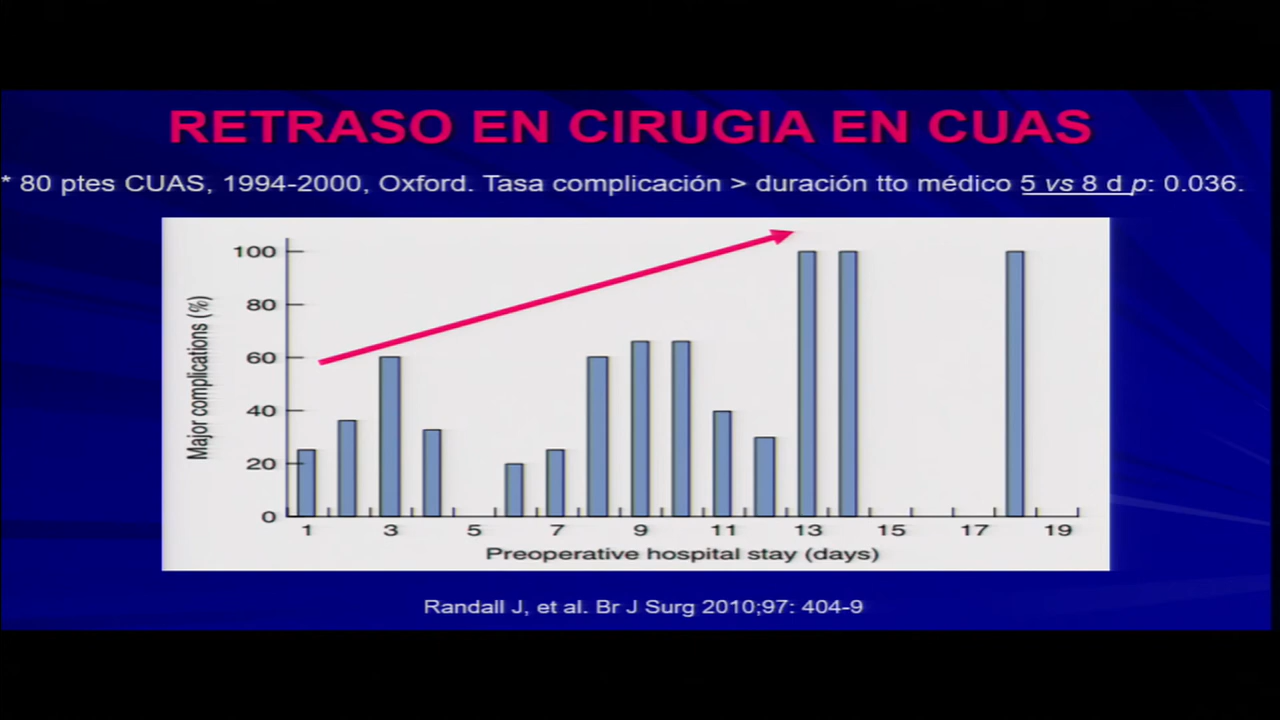 RETRASO EN CIRUGIA EN CUAS
* 80 ptes CUAS, 1994-2000, Oxford. Tasa complicación > duración tto médico 5 vs 8 d p: 0.036.
100
80
60
40
20
0
Major complications (%)
1 3 5 7 9 11 13 15 17 19
Preoperative hospital stay (days)
Randall J, et al. Br J Surg 2010;97: 404-9